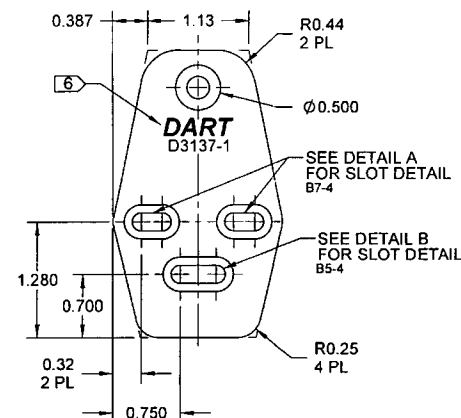 0.387
1.13
R0.44
2 PL
6
Ø0.500
DART
D3137-1
SEE DETAIL A
FOR SLOT DETAIL
B7-4
SEE DETAIL B
FOR SLOT DETAIL
B5-4
1.280
0.700
0.32
2 PL
R0.25
4 PL
0.750